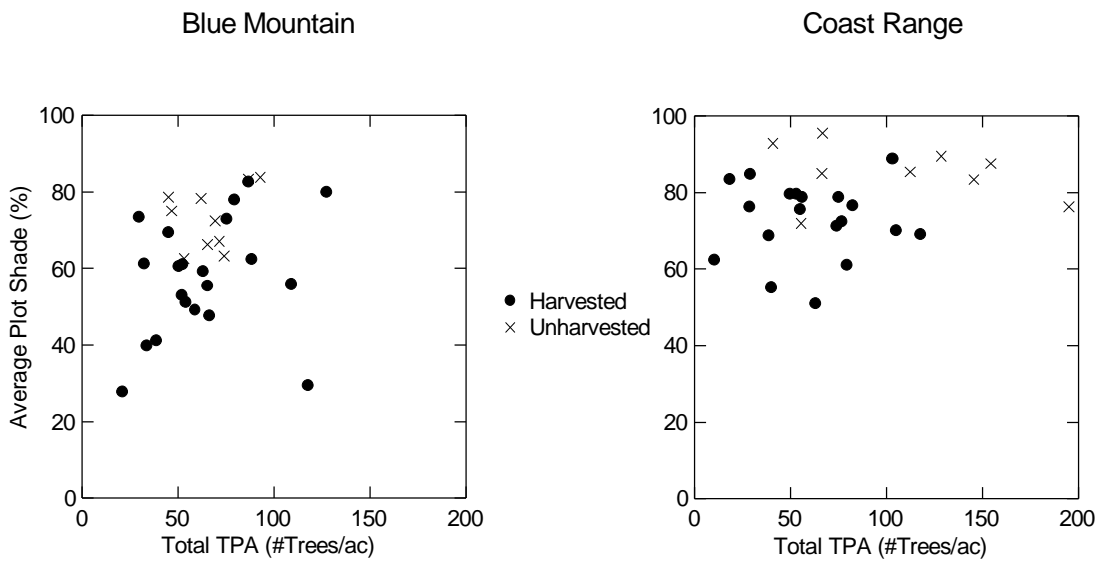 Blue Mountain
Average Plot Shade (%)
100
80
60
40
20
0
0 50 100 150 200
Total TPA (#Trees/ac)
Harvested
Unharvested
Coast Range
100
80
60
40
20
0
0 50 100 150 200
Total TPA (#Trees/ac)